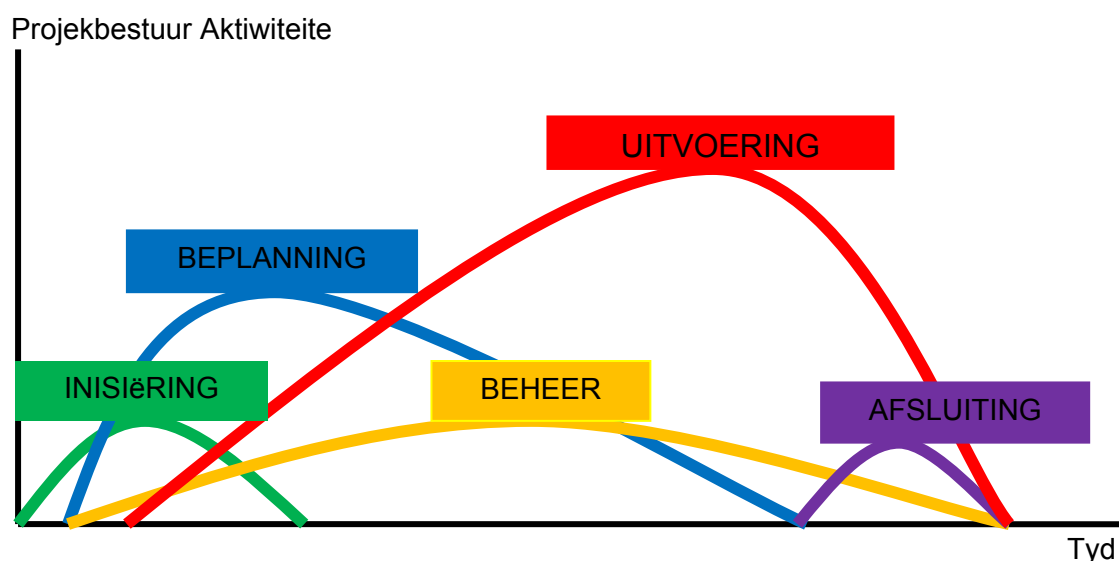 Projekbestuur Aktiwiteite
UITVOERING
BEPLANNING
INISIëRING
BEHEER
AFSLUITING
Tyd